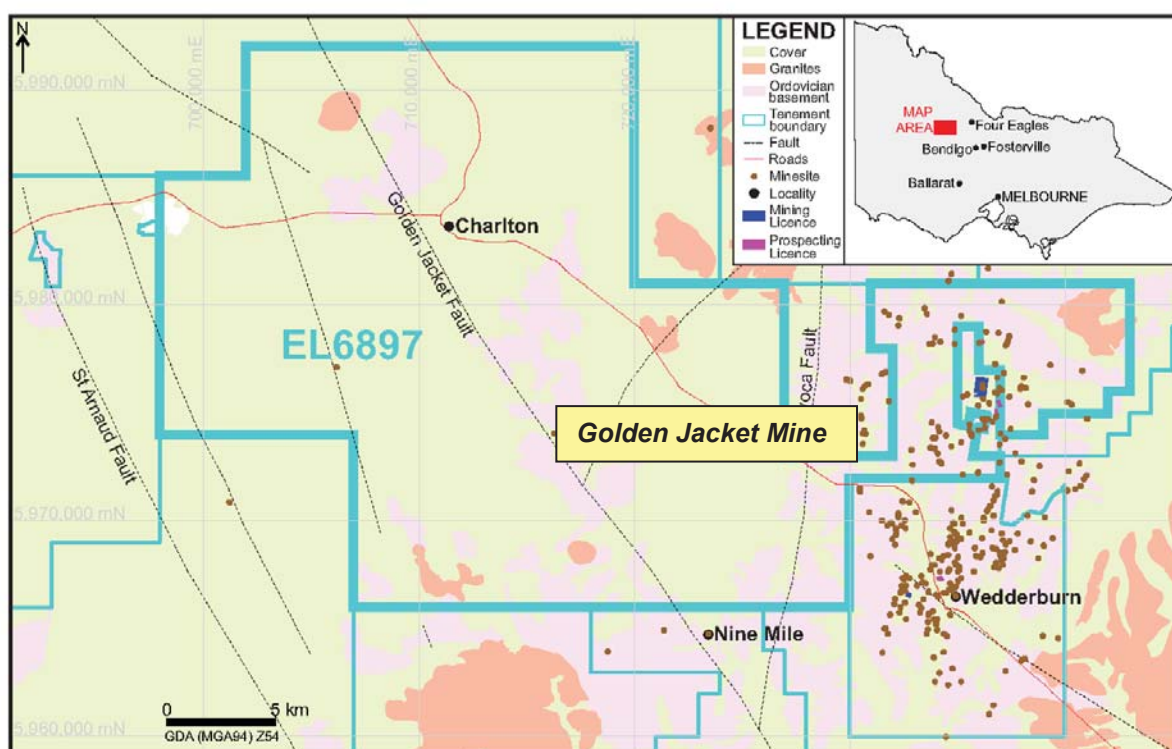 N
5,990,000 mN
700,000 mE
710,000 mE
720,000 mE
LEGEND
Cover
Granites
Ordovician
basement
Tenement
boundary
Fault
Roads
Minesite
Locality
Mining
Licence
Prospecting
Licence
MAP
AREA
Four Eagles
Bendigo
Fosterville
Ballarat
MELBOURNE
Charlton
Golden Jacket Fault
5,980,000 mN
EL6897
St Arnaud Fault
voca Fault
Golden Jacket Mine
5,970,000 mN
Wedderburn
Nine Mile
0
5 km
GDA (MGA94) Z54
5,960,000 mN